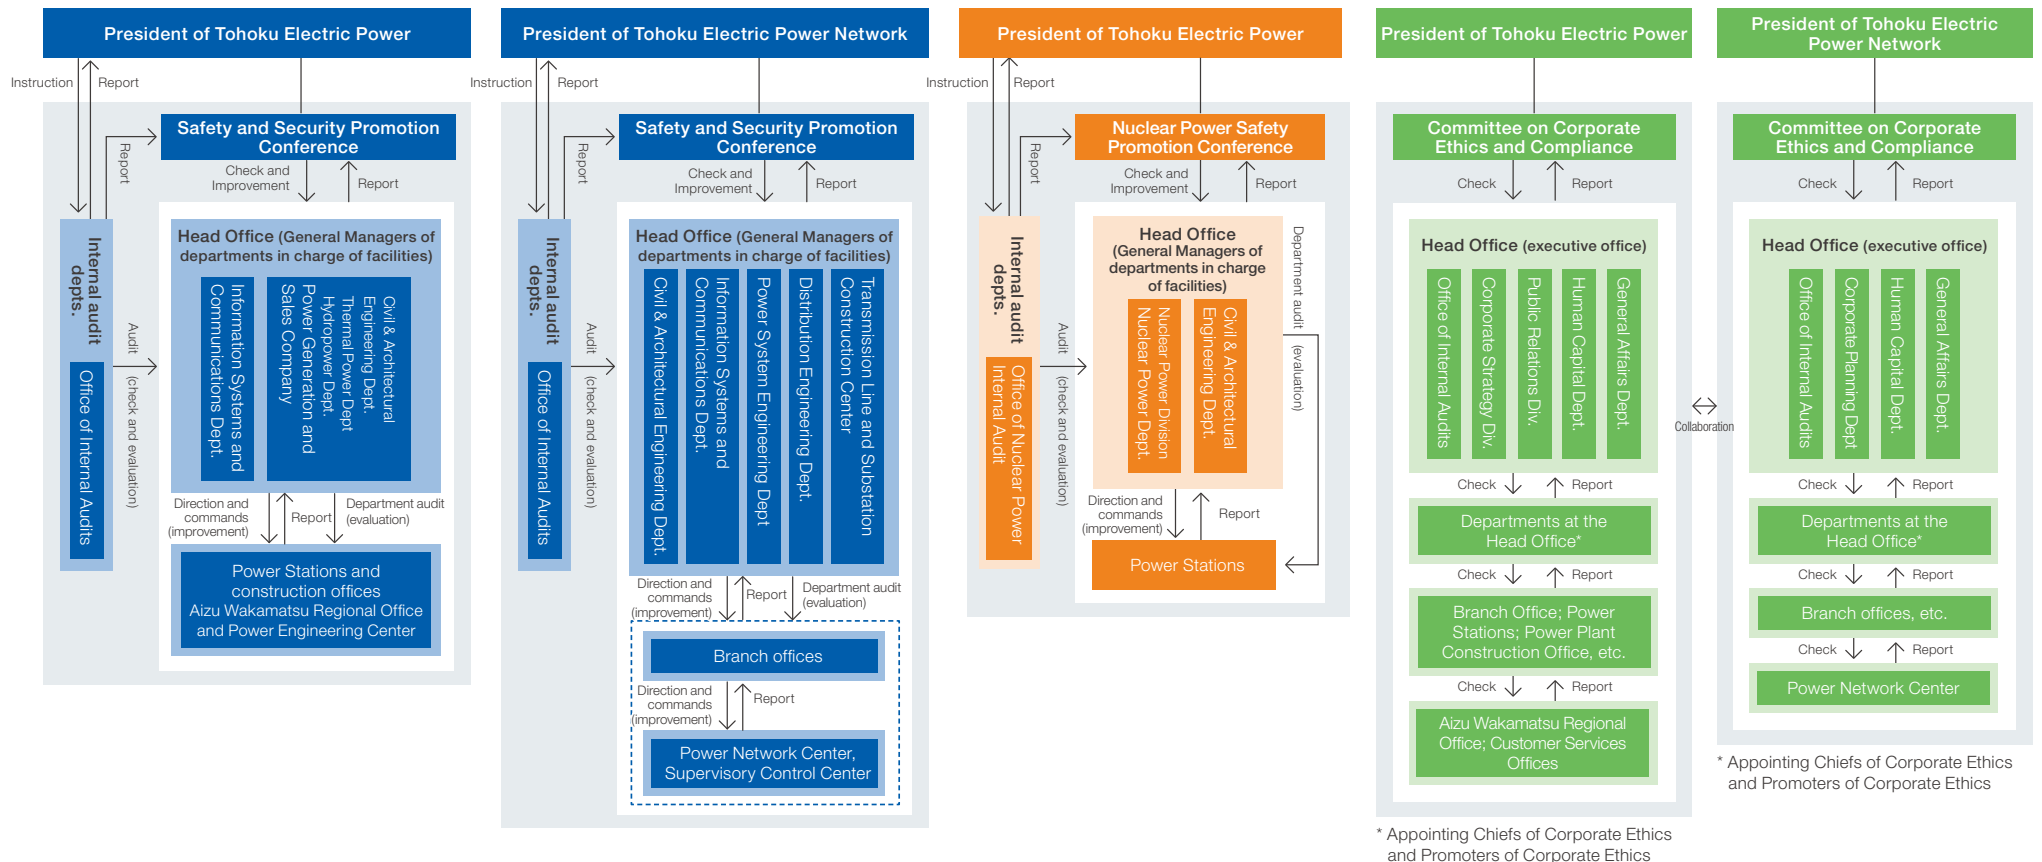 President of Tohoku Electric Power
Instruction
Report
Safety and Security Promotion
Conference
Report
Check and
Improvement
Report
Internal audit
depts.
Office of Internal Audits
Audit
(check and evaluation)
Head Office (General Managers of
departments in charge of facilities)
Information Systems and
Communications Dept.
Civil & Architectural
Engineering Dept.
Thermal Power Dept
Hydropower Dept.
Power Generation and
Sales Company
Direction and
commands
(improvement)
Report
Department audit
(evaluation)
Power Stations and
construction offices
Aizu Wakamatsu Regional Office
and Power Engineering Center
President of Tohoku Electric Power Network
Instruction
Report
Safety and Security Promotion
Conference
Report
Check and
Improvement
Report
Internal audit
depts.
Office of Internal Audits
Audit
(check and evaluation)
Head Office (General Managers of
departments in charge of facilities)
Civil & Architectural Engineering Dept.
Information Systems and
Communications Dept.
Power System Engineering Dept
Distribution Engineering Dept.
Transmission Line and Substation
Construction Center
Direction and
commands
(improvement)
Report
Department audit
(evaluation)
Branch offices
Direction and
commands
(improvement)
Report
Power Network Center,
Supervisory Control Center
President of Tohoku Electric Power
Instruction
Report
Nuclear Power Safety
Promotion Conference
Report
Check and
Improvement
Report
Internal audit
depts.
Office of Nuclear Power
Internal Audit
Audit
(check and evaluation)
Head Office
(General Managers of
departments in charge
of facilities)
Nuclear Power Division
Nuclear Power Dept.
Civil & Architectural
Engineering Dept.
Department audit
(evaluation)
Direction and
commands
(improvement)
Report
Power Stations
President of Tohoku Electric Power
Committee on Corporate
Ethics and Compliance
Check
Report
Head Office (executive office)
Office of Internal Audits
Corporate Strategy Div.
Public Relations Div.
Human Capital Dept.
General Affairs Dept.
Check
Report
Departments at the
Head Office*
Check
Report
Branch Office; Power
Stations; Power Plant
Construction Office, etc.
Check
Report
Aizu Wakamatsu Regional
Office; Customer Services
Offices
* Appointing Chiefs of Corporate Ethics
and Promoters of Corporate Ethics
Collaboration
President of Tohoku Electric
Power Network
Committee on Corporate
Ethics and Compliance
Check
Report
Head Office (executive office)
Office of Internal Audits
Corporate Planning Dept
Human Capital Dept.
General Affairs Dept.
Check
Report
Departments at the
Head Office*
Check
Report
Branch offices, etc.
Check
Report
Power Network Center
* Appointing Chiefs of Corporate Ethics
and Promoters of Corporate Ethics